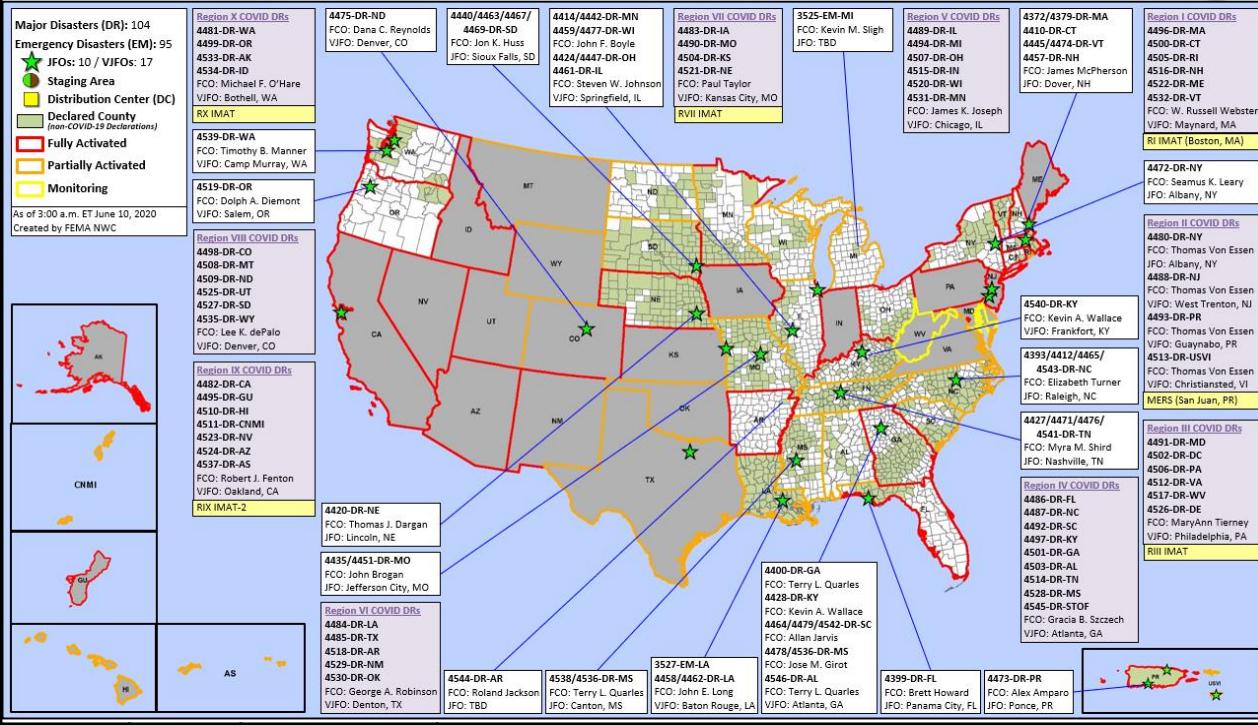 Major Disasters (DR): 104
Emergency Disasters (EM): 95
JFOs: 10 / VJFOs: 17
Staging Area
Distribution Center (DC)
Declared County
(non-COVID-19 Declarations)
Fully Activated
Partially Activated
Monitoring
As of 3:00 a.m. ET June 10, 2020
Created by FEMA NWC
Region X COVID DRs
4481-DR-WA
4499-DR-OR
4533-DR-AK
4534-DR-ID
FCO: Michael F. O'Hare
VJFO: Bothell, WA
RX IMAT
4475-DR-ND
FCO: Dana C. Reynolds
VJFO: Denver, CO
4440/4463/4467/
4469-DR-SD
FCO: Jon K. Huss
JFO: Sioux Falls, SD
4414/4442-DR-MN
4459/4477-DR-WI
FCO: John F. Boyle
4424/4447-DR-OH
4461-DR-IL
FCO: Steven W. Johnson
VJFO: Springfield, IL
Region VII COVID DRs
4483-DR-IA
4490-DR-MO
4504-DR-KS
4521-DR-NE
FCO: Paul Taylor
VJFO: Kansas City, MO
RVII IMAT
3525-EM-MI
FCO: Kevin M. Sligh
JFO: TBD
Region V COVID DRs
4489-DR-IL
4494-DR-MI
4507-DR-OH
4515-DR-IN
4520-DR-WI
4531-DR-MN
FCO: James K. Joseph
VJFO: Chicago, IL
4372/4379-DR-MA
4410-DR-CT
4445/4474-DR-VT
4457-DR-NH
FCO: James McPherson
JFO: Dover, NH
Region I COVID DRs
4496-DR-MA
4500-DR-CT
4505-DR-RI
4516-DR-NH
4522-DR-ME
4532-DR-VT
FCO: W. Russell Webster
VJFO: Maynard, MA
RI IMAT (Boston, MA)
4539-DR-WA
FCO: Timothy B. Manner
VJFO: Camp Murray, WA
4519-DR-OR
FCO: Dolph A. Diemont
VJFO: Salem, OR
4472-DR-NY
FCO: Seamus K. Leary
JFO: Albany, NY
Region VIII COVID DRs
4498-DR-CO
4508-DR-MT
4509-DR-ND
4525-DR-UT
4527-DR-SD
4535-DR-WY
FCO: Lee K. dePalo
VJFO: Denver, CO
Region II COVID DRs
4480-DR-NY
FCO: Thomas Von Essen
JFO: Albany, NY
4488-DR-NJ
FCO: Thomas Von Essen
VJFO: West Trenton, NJ
4493-DR-PR
FCO: Thomas Von Essen
VJFO: Guaynabo, PR
4513-DR-USVI
FCO: Thomas Von Essen
VJFO: Christiansted, VI
MERS (San Juan, PR)
Region IX COVID DRs
4482-DR-CA
4495-DR-GU
4510-DR-HI
4511-DR-CNMI
4523-DR-NV
4524-DR-AZ
4537-DR-AS
FCO: Robert J. Fenton
VJFO: Oakland, CA
RIX IMAT-2
4540-DR-KY
FCO: Kevin A. Wallace
VJFO: Frankfort, KY
4393/4412/4465/
4543-DR-NC
FCO: Elizabeth Turner
JFO: Raleigh, NC
4427/4471/4476/
4541-DR-TN
FCO: Myra M. Shird
JFO: Nashville, TN
Region III COVID DRs
4491-DR-MD
4502-DR-DC
4506-DR-PA
4512-DR-VA
4517-DR-WV
4526-DR-DE
FCO: MaryAnn Tierney
VJFO: Philadelphia, PA
RIII IMAT
Region IV COVID DRs
4486-DR-FL
4487-DR-NC
4492-DR-SC
4497-DR-KY
4501-DR-GA
4503-DR-AL
4514-DR-TN
4528-DR-MS
4545-DR-STOF
FCO: Gracia B. Szczech
VJFO: Atlanta, GA
4420-DR-NE
FCO: Thomas J. Dargan
JFO: Lincoln, NE
4435/4451-DR-MO
FCO: John Brogan
JFO: Jefferson City, MO
Region VI COVID DRs
4484-DR-LA
4485-DR-TX
4518-DR-AR
4529-DR-NM
4530-DR-OK
FCO: George A. Robinson
VJFO: Denton, TX
4544-DR-AR
FCO: Roland Jackson
VJFO: TBD
4538/4536-DR-MS
FCO: Terry L. Quarles
JFO: Canton, MS
3527-EM-LA
4458/4462-DR-LA
FCO: John E. Long
VJFO: Baton Rouge, LA
4400-DR-GA
FCO: Terry L. Quarles
4428-DR-KY
FCO: Kevin A. Wallace
4464/4479/4542-DR-SC
FCO: Allan Jarvis
4478/4536-DR-MS
FCO: Jose M. Girot
4546-DR-AL
FCO: Terry L. Quarles
VJFO: Atlanta, GA
4399-DR-FL
FCO: Brett Howard
JFO: Panama City, FL
4473-DR-PR
FCO: Alex Amparo
JFO: Ponce, PR
WA
OR
ID
MT
ND
MN
SD
WY
NE
IA
WI
MI
IL
IN
OH
PA
NY
VT
NH
ME
NJ
MD
WV
VA
KY
NC
SC
GA
FL
AL
MS
LA
AR
MO
KS
OK
TX
NM
CO
UT
AZ
NV
CA
AK
CNMI
GU
HI
AS
PR
USVI